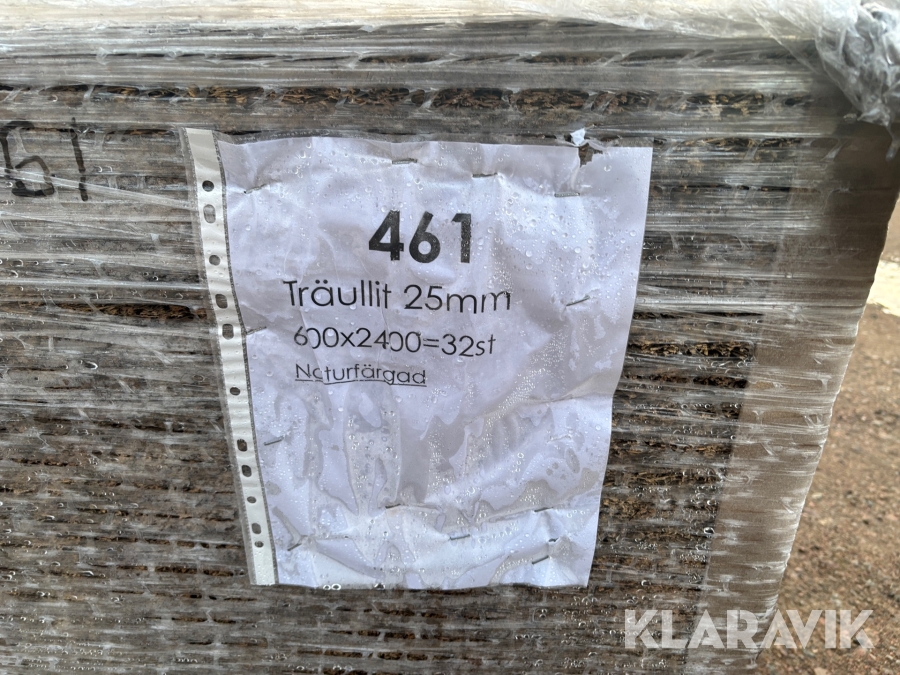 461
Träullit 25mm
600x2400=32st
Naturfärgad
KLARAVIK